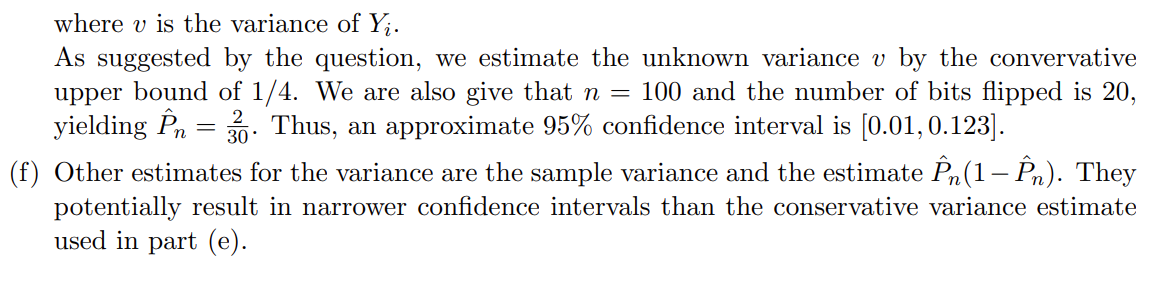 where v is the variance of Y_i.
As suggested by the question, we estimate the unknown variance v by the convervative
upper bound of 1/4. We are also give that n = 100 and the number of bits flipped is 20,
yielding P̂_n = 2/30. Thus, an approximate 95% confidence interval is [0.01, 0.123].
(f) Other estimates for the variance are the sample variance and the estimate P̂_n(1 − P̂_n). They
potentially result in narrower confidence intervals than the conservative variance estimate
used in part (e).